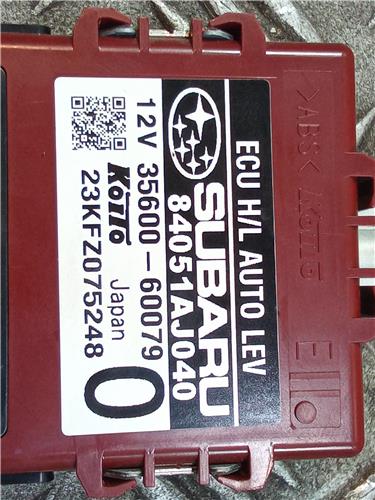 ECU H/L AUTO LEV
SUBARU
84051AJ040
12V 35600-60079
KOITO Japan
23KFZ075248
0
>ABS< KOITO
E